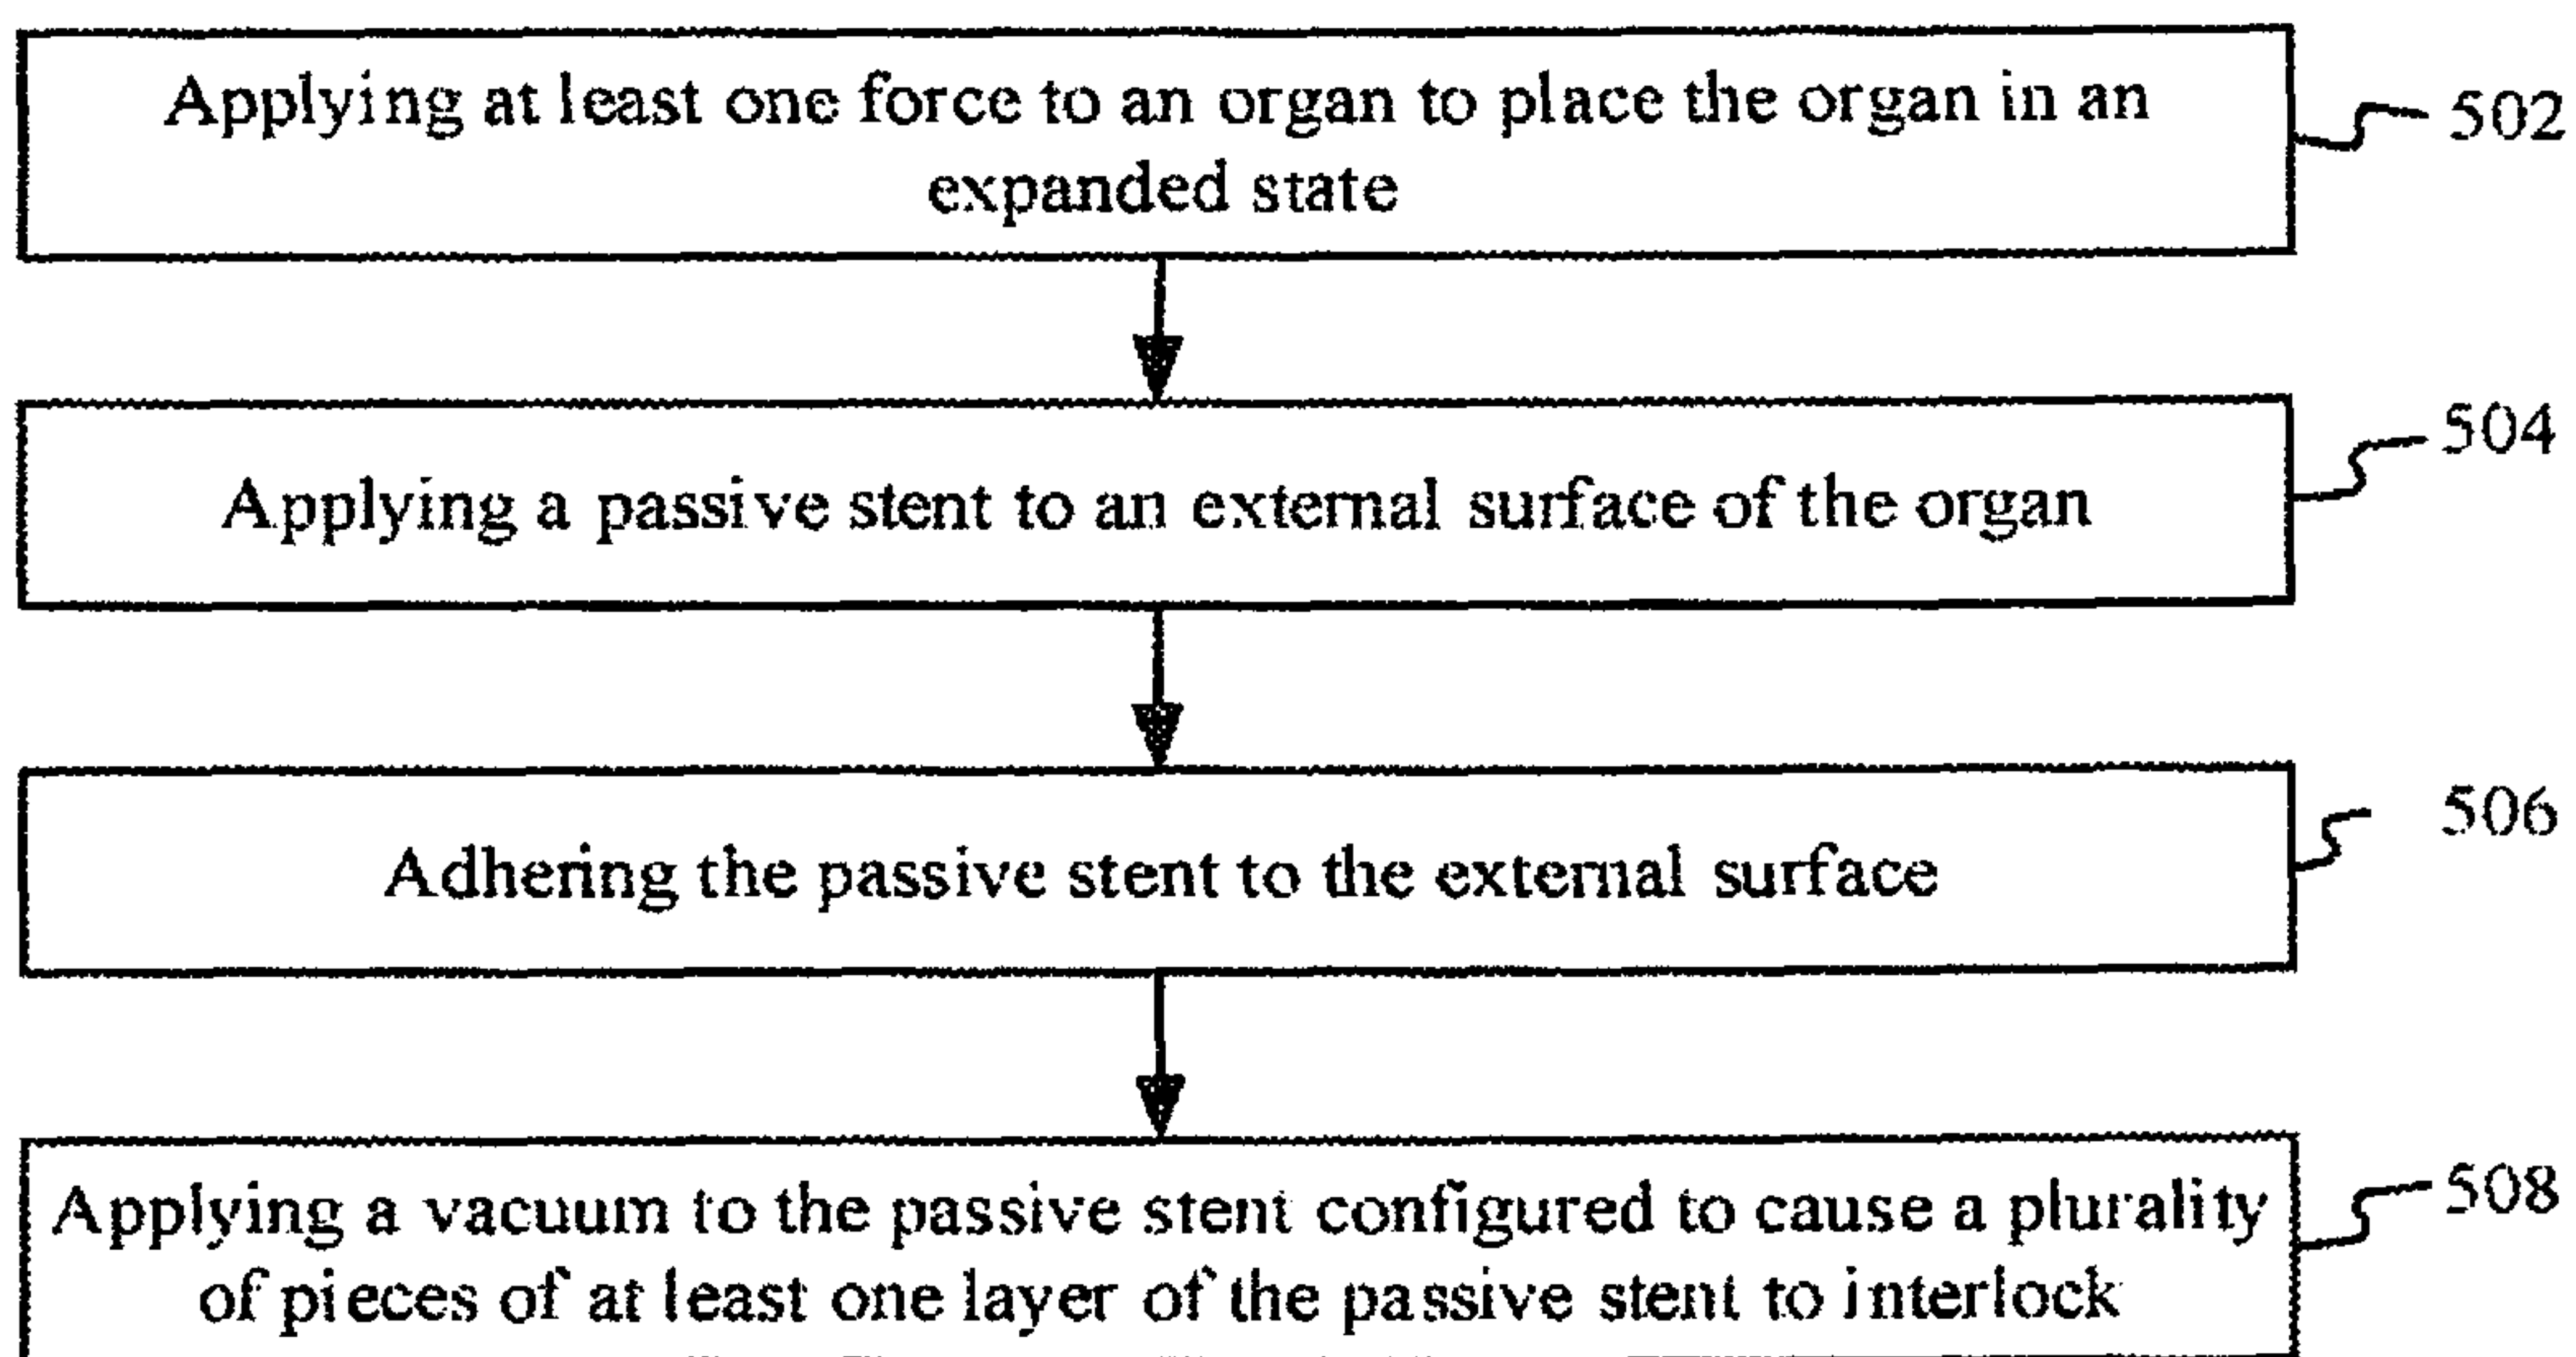 Applying at least one force to an organ to place the organ in an
expanded state
502
Applying a passive stent to an external surface of the organ
504
Adhering the passive stent to the external surface
506
Applying a vacuum to the passive stent configured to cause a plurality
of pieces of at least one layer of the passive stent to interlock
508